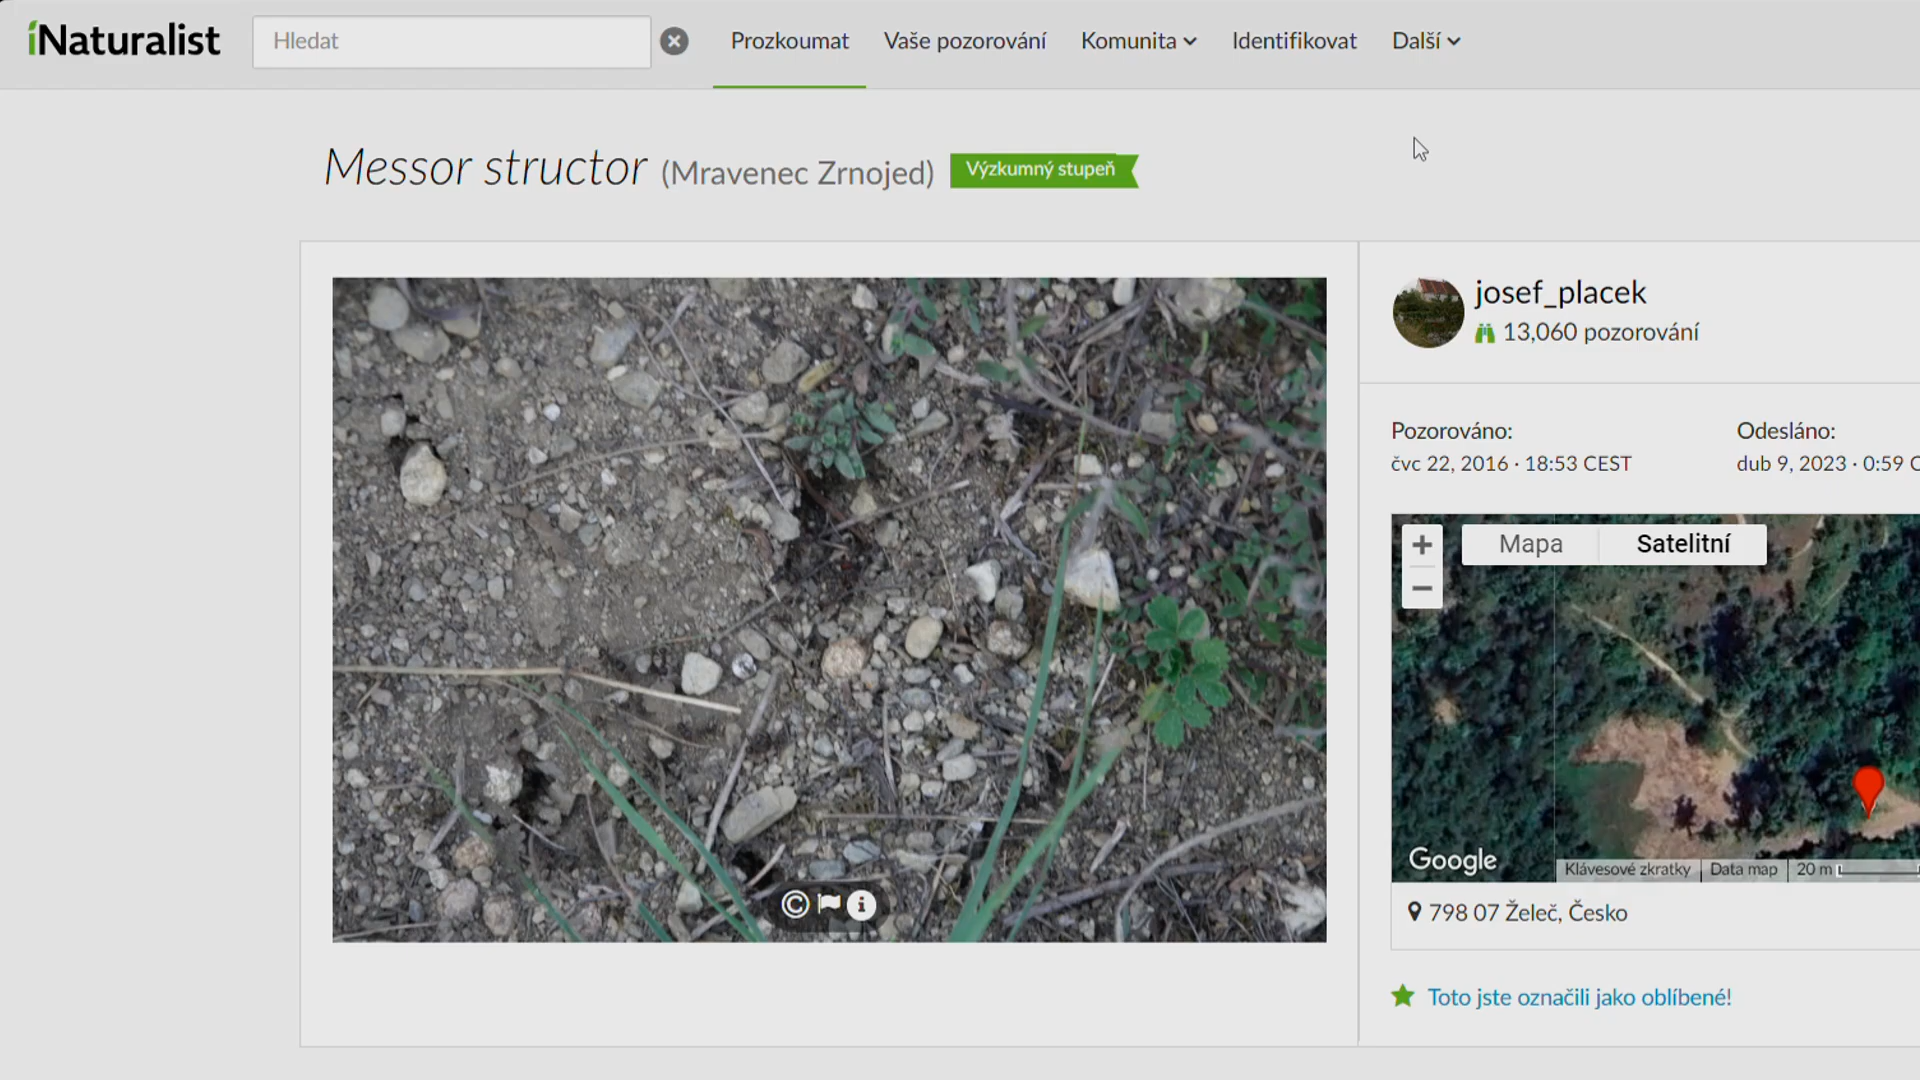 iNaturalist
Hledat
Prozkoumat
Vaše pozorování
Komunita
Identifikovat
Další
Messor structor (Mravenec Zrnojed)
Výzkumný stupeň
josef_placek
13,060 pozorování
Pozorováno:
čvc 22, 2016 · 18:53 CEST
Odesláno:
dub 9, 2023 · 0:59
Mapa
Satelitní
Google
Klávesové zkratky
Data map
20 m
798 07 Želeč, Česko
Toto jste označili jako oblíbené!